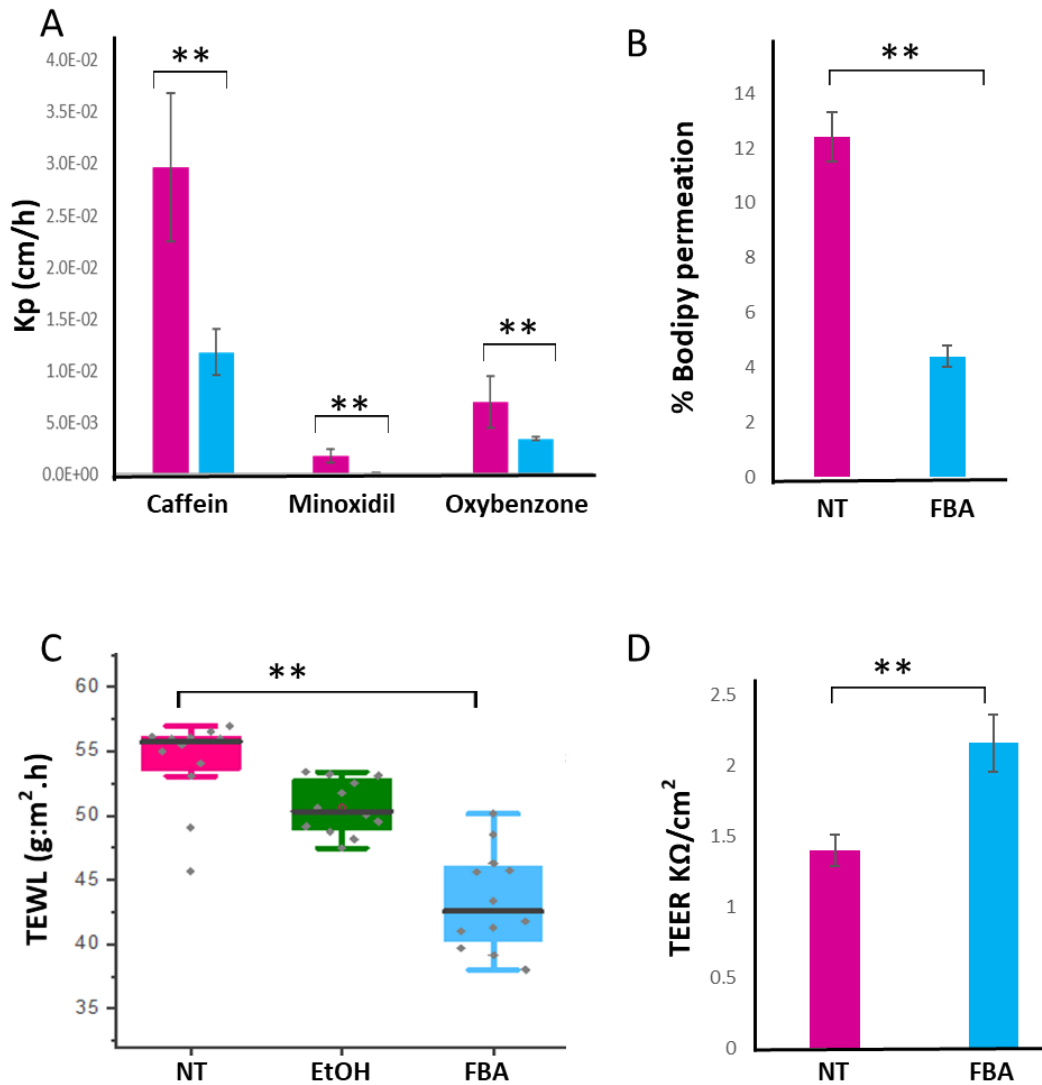 A
**
4.0E-02
3.5E-02
3.0E-02
2.5E-02
2.0E-02
1.5E-02
1.0E-02
5.0E-03
0.0E+00
Kp (cm/h)
**
**
Caffein Minoxidil Oxybenzone
B
**
14
12
10
8
6
4
2
0
% Bodipy permeation
NT FBA
C
**
60
55
50
45
40
35
TEWL (g:m².h)
NT EtOH FBA
D
**
2.5
2
1.5
1
0.5
0
TEER KΩ/cm²
NT FBA